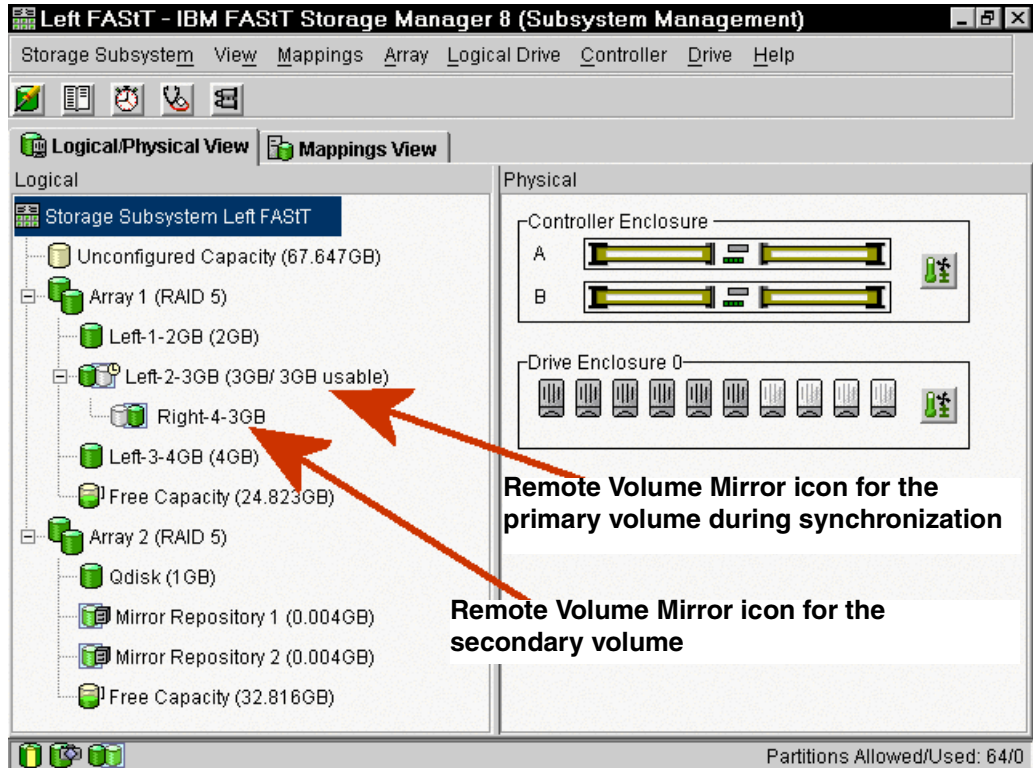 Left FAStT - IBM FAStT Storage Manager 8 (Subsystem Management)
Storage Subsystem View Mappings Array Logical Drive Controller Drive Help
Logical/Physical View Mappings View
Logical
Storage Subsystem Left FAStT
Unconfigured Capacity (67.647GB)
Array 1 (RAID 5)
Left-1-2GB (2GB)
Left-2-3GB (3GB/ 3GB usable)
Right-4-3GB
Left-3-4GB (4GB)
Free Capacity (24.823GB)
Array 2 (RAID 5)
Qdisk (1GB)
Mirror Repository 1 (0.004GB)
Mirror Repository 2 (0.004GB)
Free Capacity (32.816GB)
Physical
Controller Enclosure
A
B
Drive Enclosure 0
Remote Volume Mirror icon for the
primary volume during synchronization
Remote Volume Mirror icon for the
secondary volume
Partitions Allowed/Used: 64/0